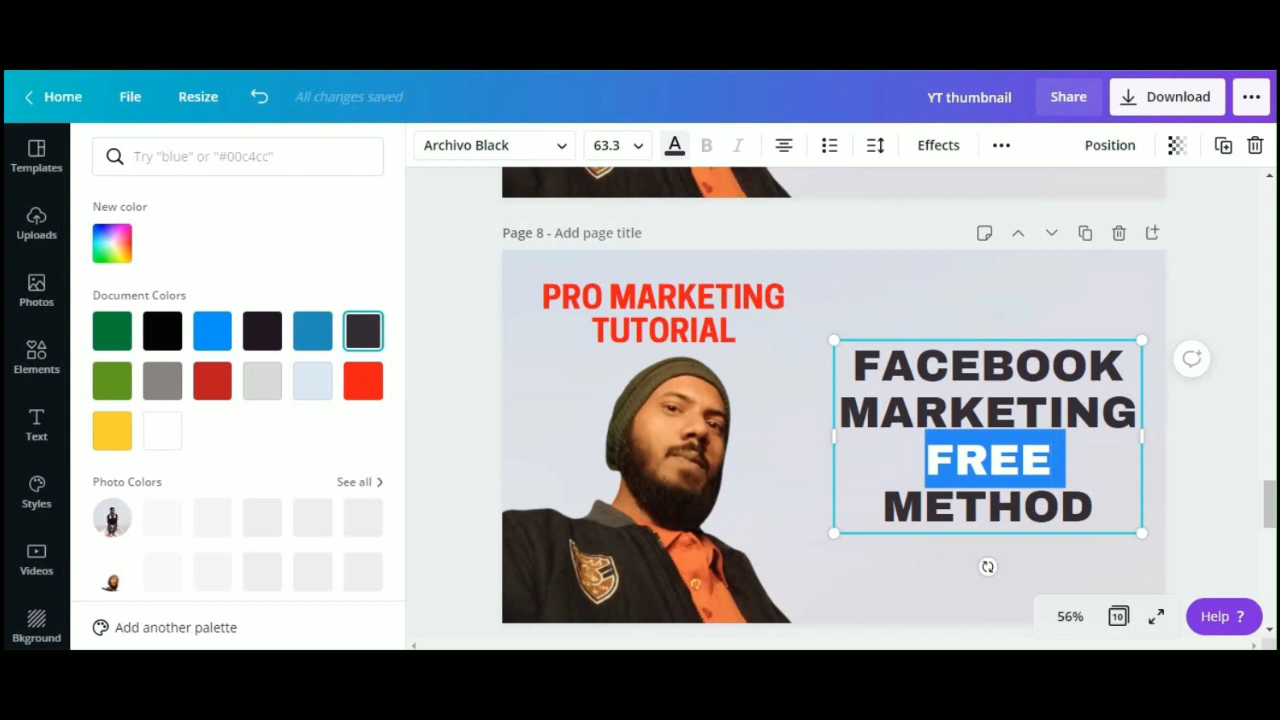 Home
File
Resize
All changes saved
YT thumbnail
Share
Download
Templates
Uploads
Photos
Elements
Text
Styles
Videos
Bkground
Try "blue" or "#00c4cc"
New color
Document Colors
Photo Colors
See all
Add another palette
Archivo Black
63.3
A
B
I
Effects
Position
Page 8 - Add page title
PRO MARKETING
TUTORIAL
FACEBOOK
MARKETING
FREE
METHOD
56%
10
Help ?